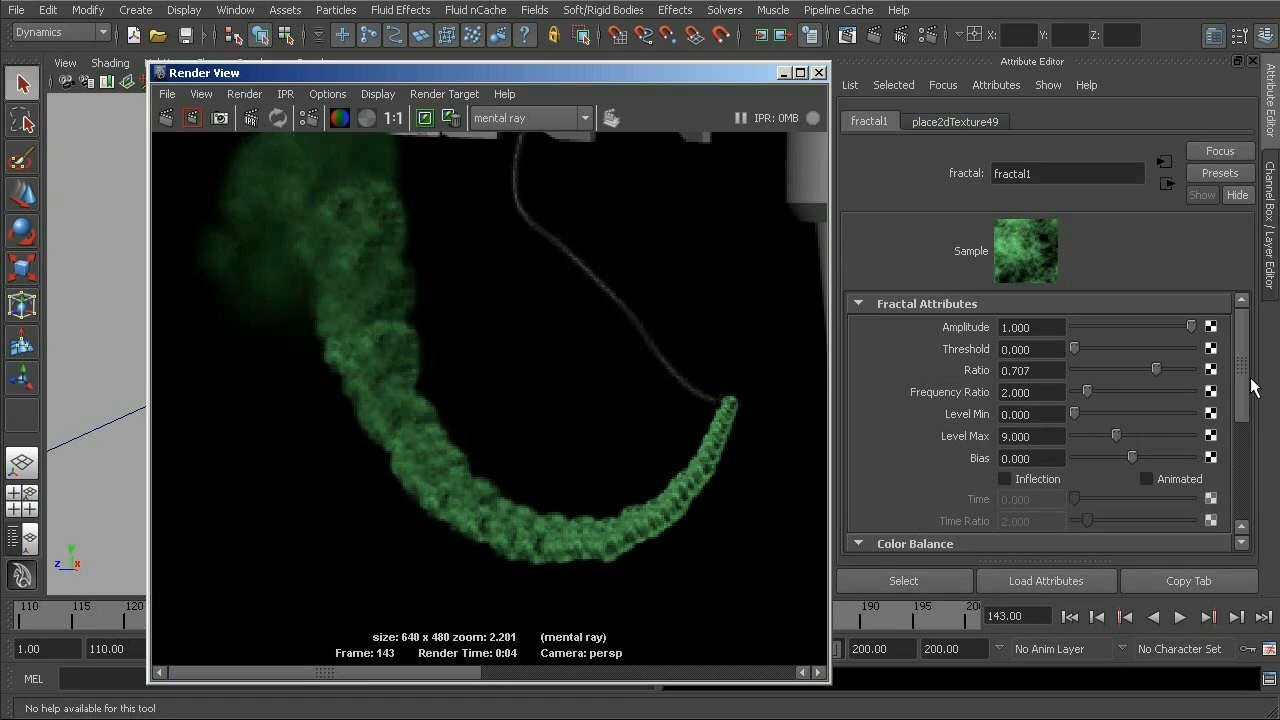 File Edit Modify Create Display Window Assets Animate Particles Fluid Effects Fluid nCache Fields Soft/Rigid Bodies Effects Solvers Muscle Pipeline Cache Help
Dynamics X: Y: Z:
View Shading
Render View
File View Render IPR Options Display Render Target Help
1:1 mental ray IPR: 0MB
size: 640 x 480 zoom: 2.201 (mental ray)
Frame: 143 Render Time: 0:04 Camera: persp
y
z x
Attribute Editor
List Selected Focus Attributes Show Help
fractal1 place2dTexture49
fractal: fractal1
Focus
Presets
Show Hide
Sample
Fractal Attributes
Amplitude 1.000
Threshold 0.000
Ratio 0.707
Frequency Ratio 2.000
Level Min 0.000
Level Max 9.000
Bias 0.000
Inflection Animated
Time 0.000
Time Ratio 2.000
Color Balance
Select Load Attributes Copy Tab
Attribute Editor
Channel Box / Layer Editor
110 115 120 190 195 143.00
1.00 110.00 200.00 200.00 No Anim Layer No Character Set
MEL
No help available for this tool